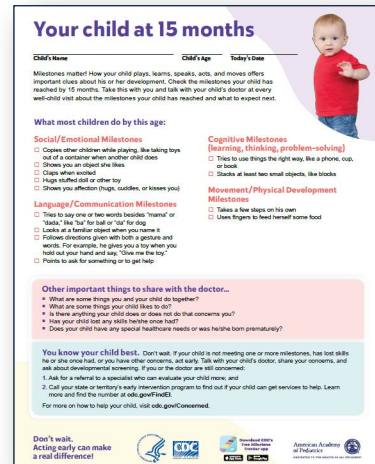 Your child at 15 months
Child's Name Child's Age Today's Date
Milestones matter! How your child plays, learns, speaks, acts, and moves offers
important clues about his or her development. Check the milestones your child has
reached by 15 months. Take this with you and talk with your child's doctor at every
well-child visit about the milestones your child has reached and what to expect next.
What most children do by this age:
Social/Emotional Milestones
□ Copies other children while playing, like taking toys
out of a container when another child does
□ Shows you an object she likes
□ Claps when excited
□ Hugs stuffed doll or other toy
□ Shows you affection (hugs, cuddles, or kisses you)
Language/Communication Milestones
□ Tries to say one or two words besides "mama" or
"dada," like "ba" for ball or "da" for dog
□ Looks at a familiar object when you name it
□ Follows directions given with both a gesture and
words. For example, he gives you a toy when you
hold out your hand and say, "Give me the toy."
□ Points to ask for something or to get help
Cognitive Milestones
(learning, thinking, problem-solving)
□ Tries to use things the right way, like a phone, cup,
or book
□ Stacks at least two small objects, like blocks
Movement/Physical Development
Milestones
□ Takes a few steps on his own
□ Uses fingers to feed herself some food
Other important things to share with the doctor...
• What are some things you and your child do together?
• What are some things your child likes to do?
• Is there anything your child does or does not do that concerns you?
• Has your child lost any skills he/she once had?
• Does your child have any special healthcare needs or was he/she born prematurely?
You know your child best. Don't wait. If your child is not meeting one or more milestones, has lost skills
he or she once had, or you have other concerns, act early. Talk with your child's doctor, share your concerns, and
ask about developmental screening. If you or the doctor are still concerned:
1. Ask for a referral to a specialist who can evaluate your child more; and
2. Call your state or territory's early intervention program to find out if your child can get services to help. Learn
more and find the number at cdc.gov/FindEI.
For more on how to help your child, visit cdc.gov/Concerned.
Don't wait.
Acting early can make
a real difference!
CDC
Download CDC's
free Milestone
Tracker app
American Academy
of Pediatrics